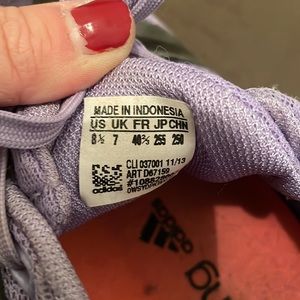 MADE IN INDONESIA
US UK FR JP CHN
8½ 7 40⅔ 255 250
CLI 037001 11/13
ART D67159
adidas